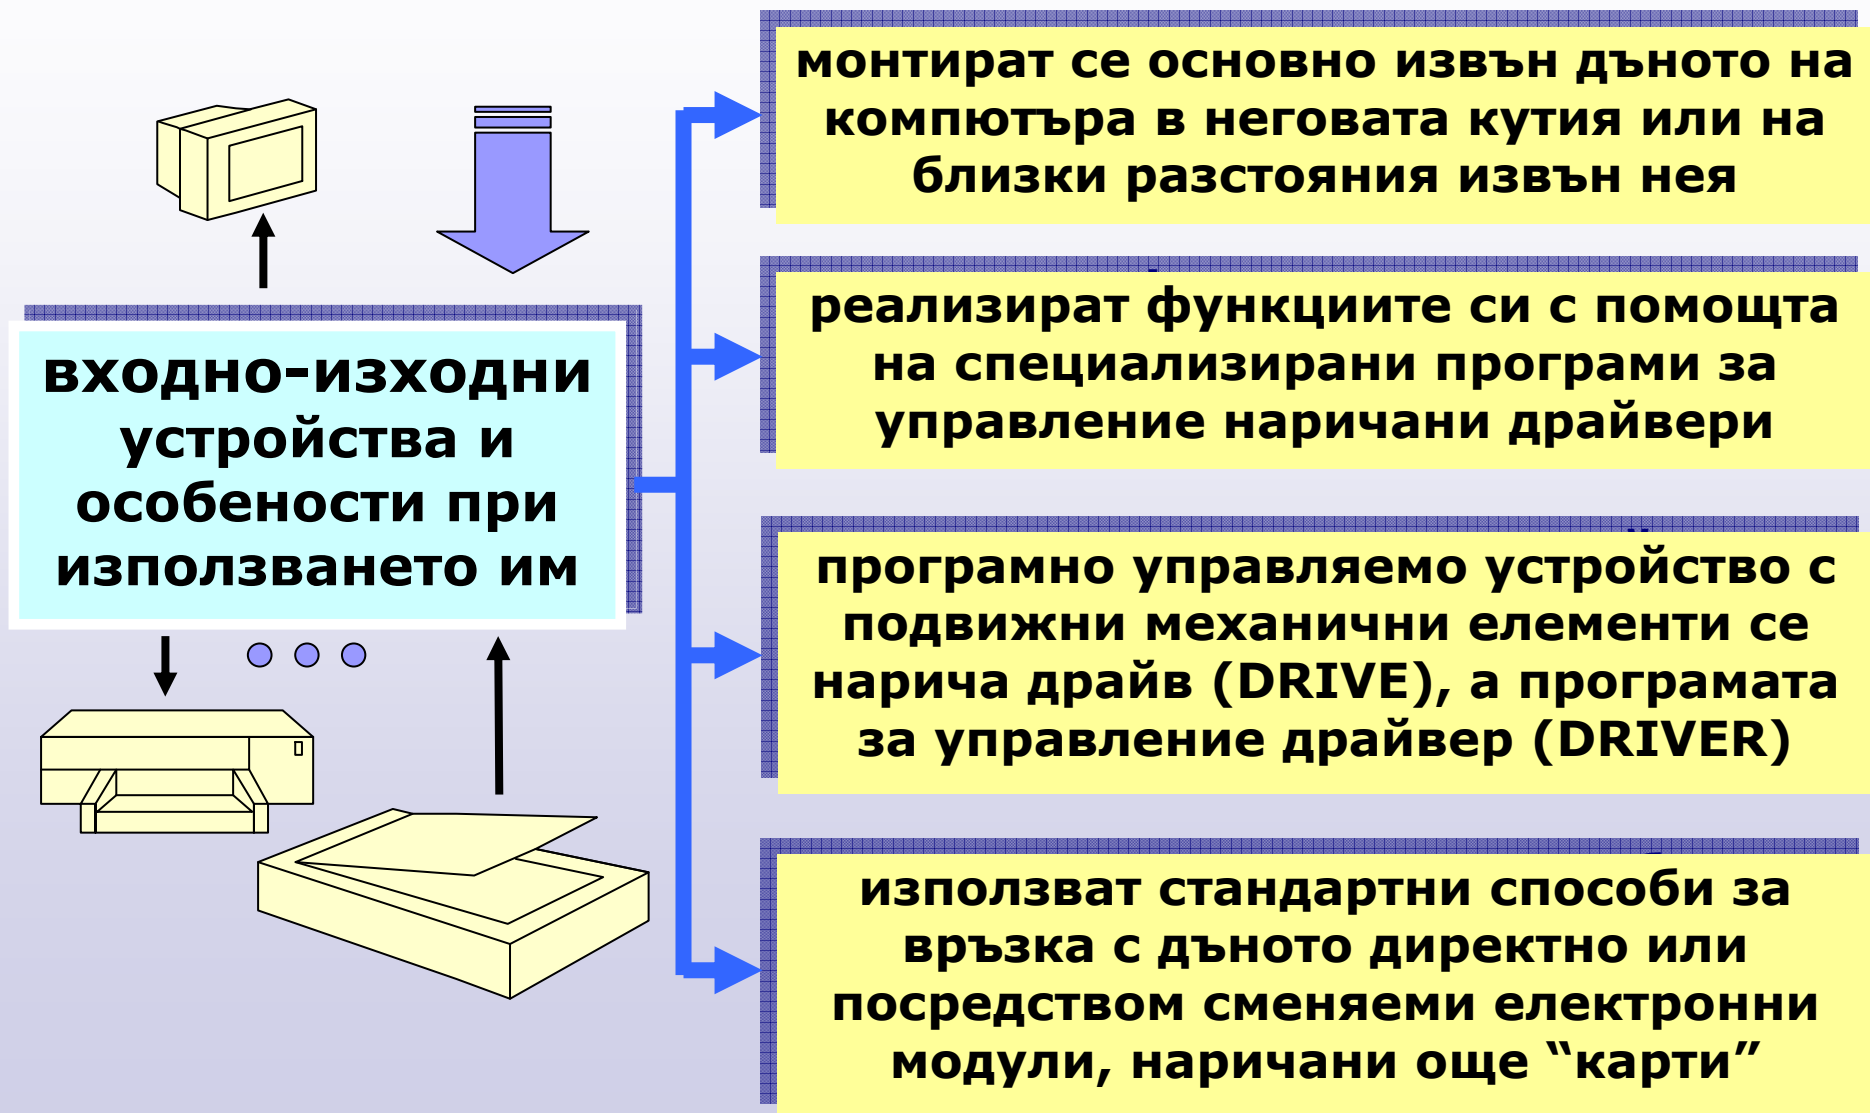 входно-изходни
устройства и
особености при
използването им
монтират се основно извън дъното на
компютъра в неговата кутия или на
близки разстояния извън нея
реализират функциите си с помощта
на специализирани програми за
управление наричани драйвери
програмно управляемо устройство с
подвижни механични елементи се
нарича драйв (DRIVE), а програмата
за управление драйвер (DRIVER)
използват стандартни способи за
връзка с дъното директно или
посредством сменяеми електронни
модули, наричани още “карти”